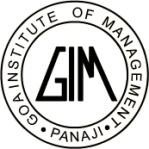 GOA INSTITUTE OF MANAGEMENT
GIM
• PANAJI •